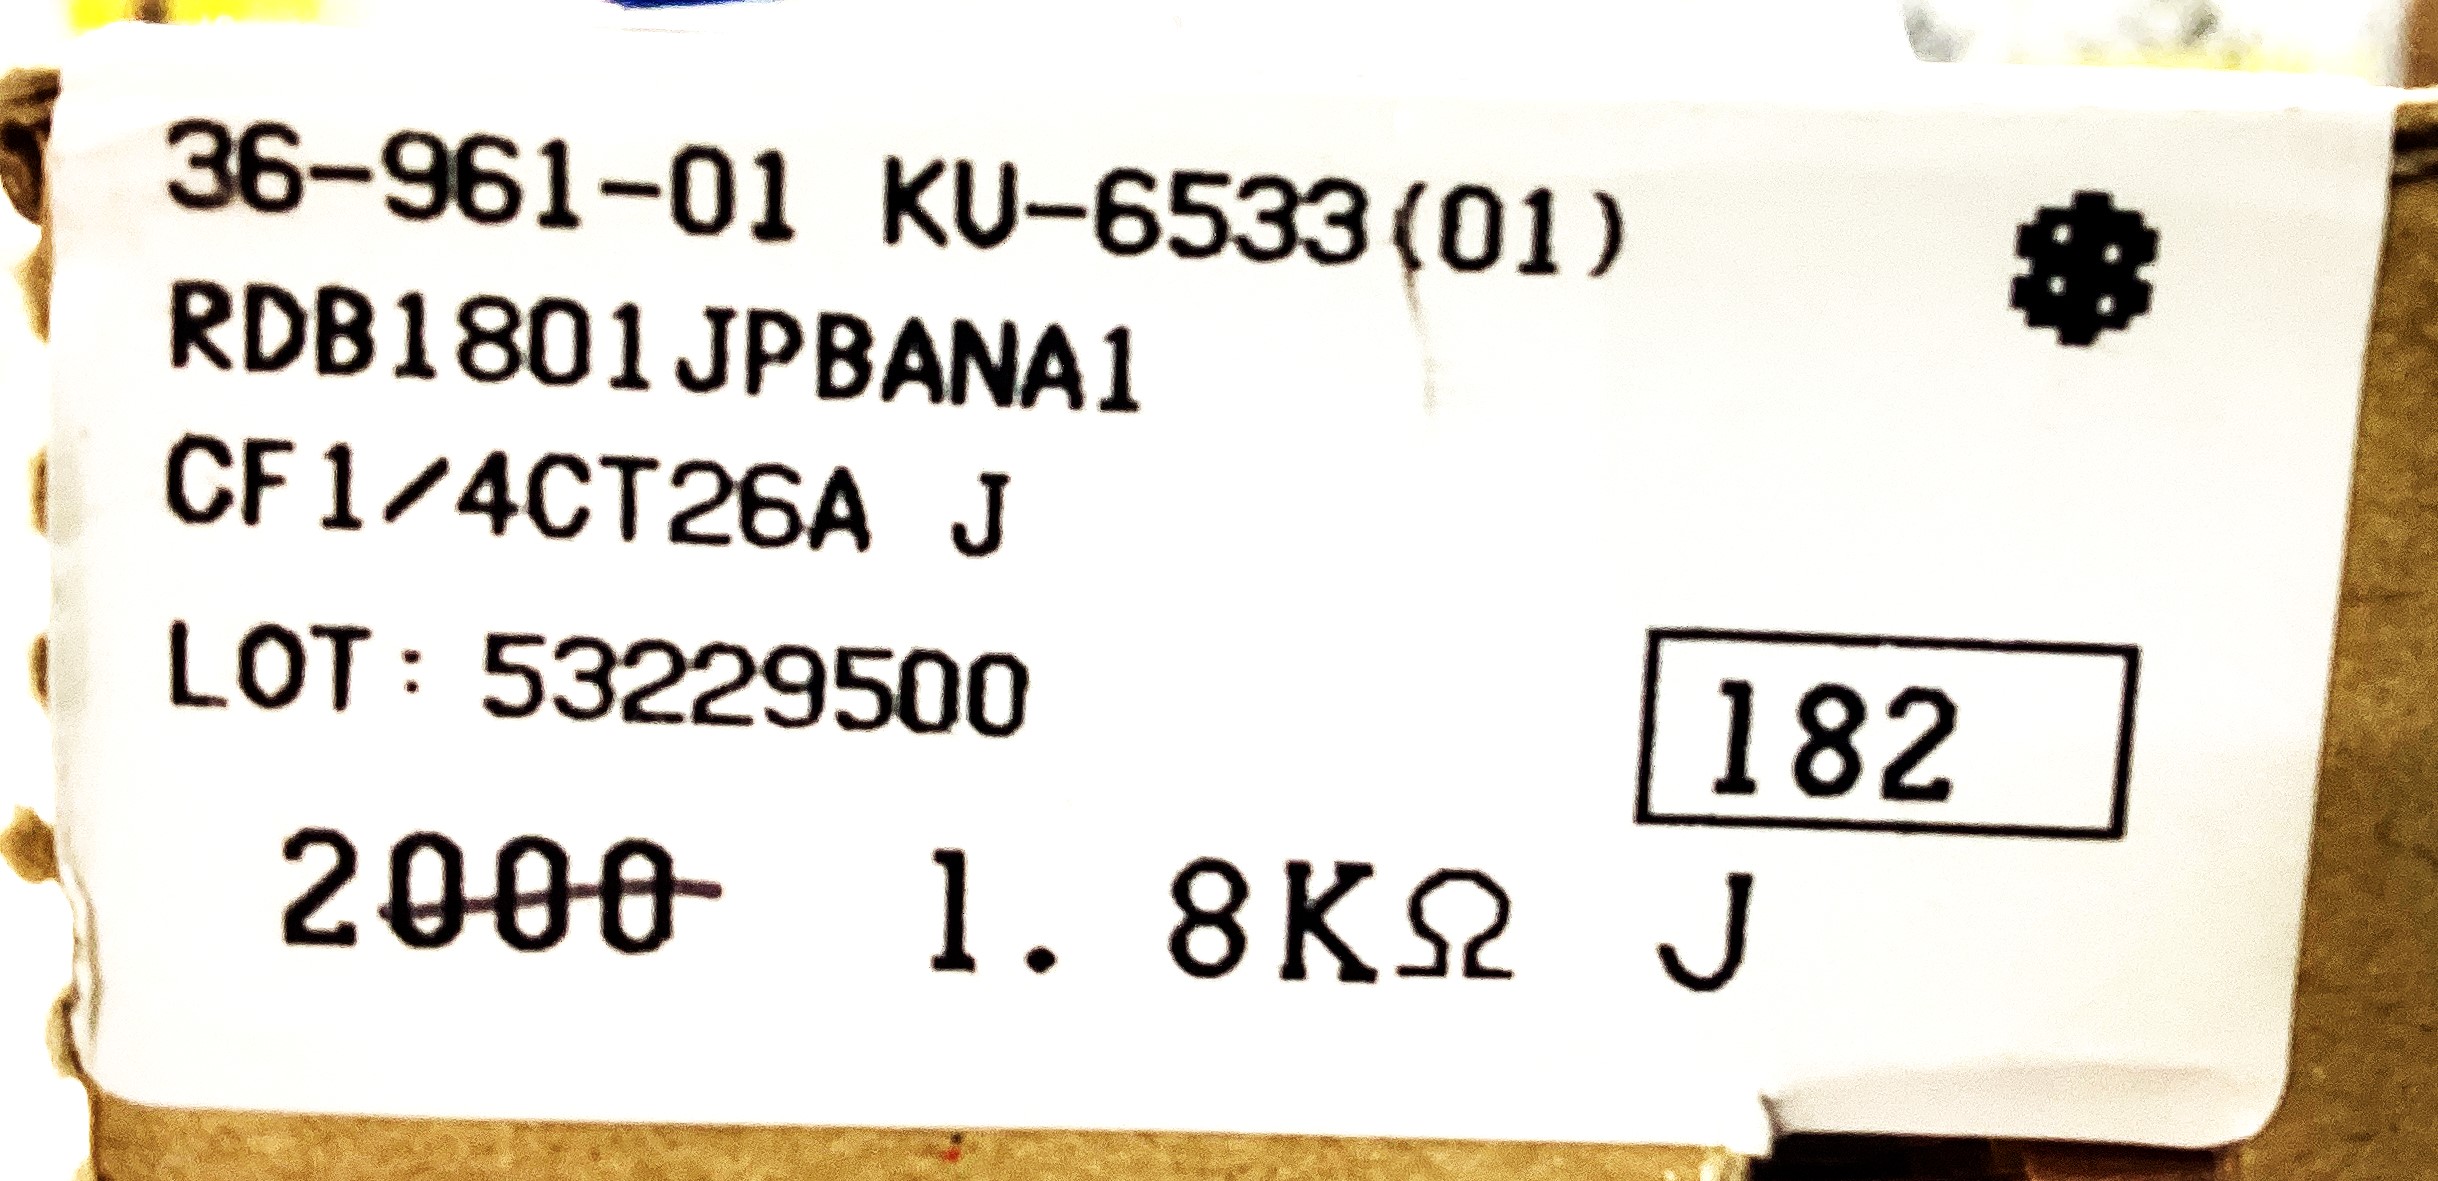 36-961-01 KU-6533(01)
RDB1801JPBANA1
CF1/4CT26A J
LOT: 53229500
182
2000 1.8KΩ J